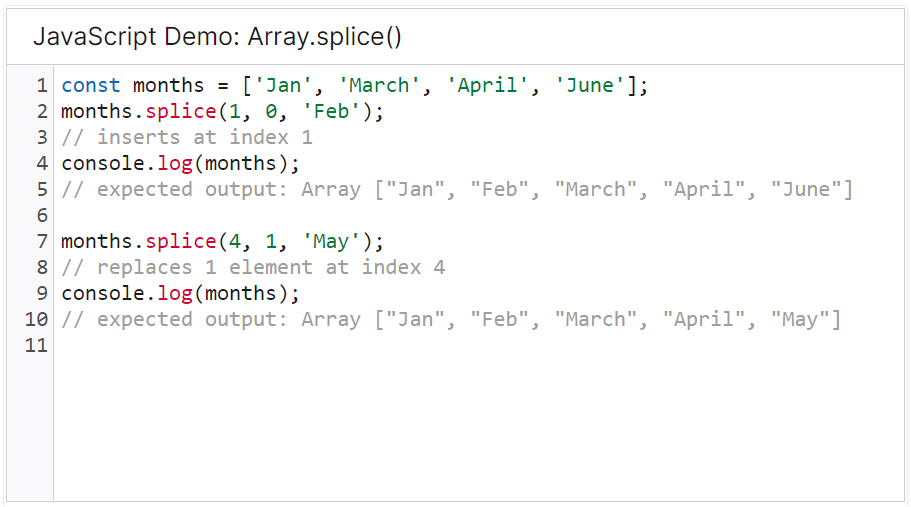 JavaScript Demo: Array.splice()
1 const months = ['Jan', 'March', 'April', 'June'];
2 months.splice(1, 0, 'Feb');
3 // inserts at index 1
4 console.log(months);
5 // expected output: Array ["Jan", "Feb", "March", "April", "June"]
6
7 months.splice(4, 1, 'May');
8 // replaces 1 element at index 4
9 console.log(months);
10 // expected output: Array ["Jan", "Feb", "March", "April", "May"]
11